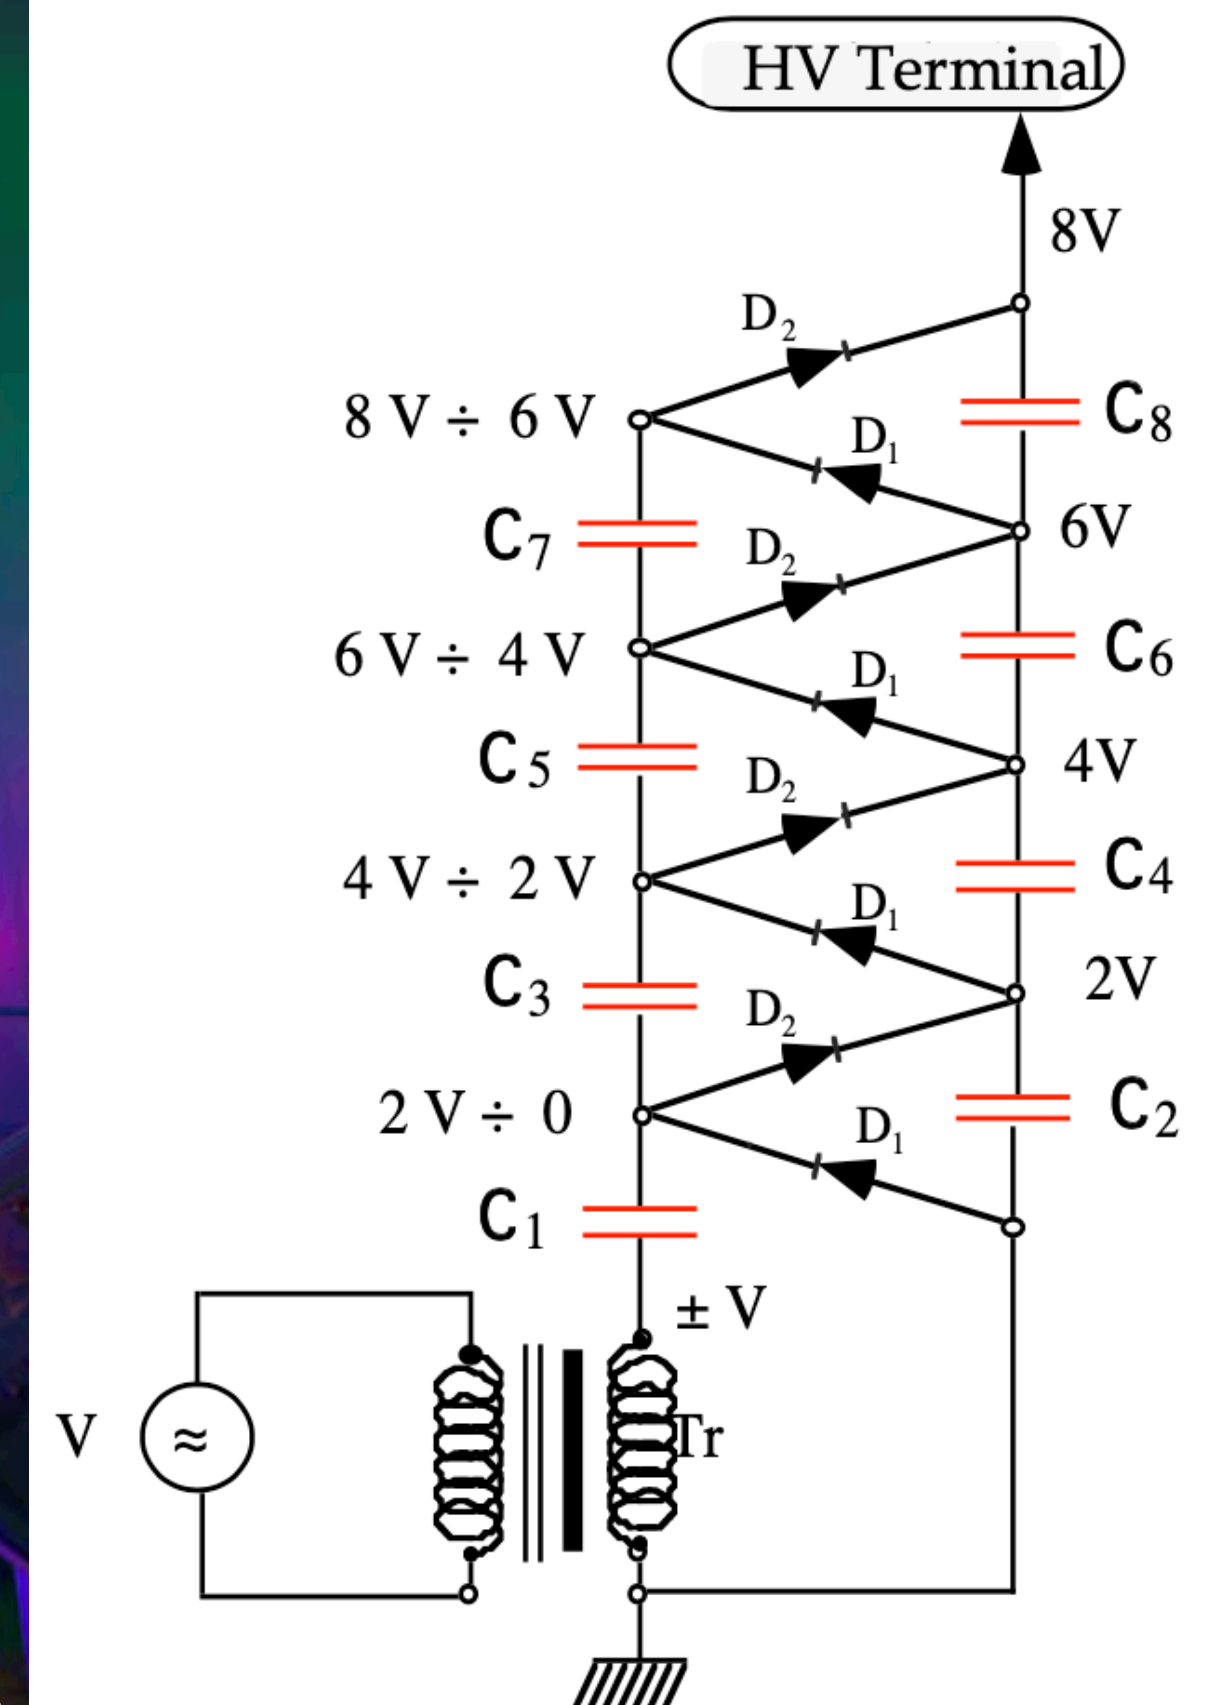 HV Terminal
8V
D₂
8 V ÷ 6 V
C₈
D₁
6V
C₇
D₂
6 V ÷ 4 V
C₆
D₁
4V
C₅
D₂
4 V ÷ 2 V
C₄
D₁
2V
C₃
D₂
2 V ÷ 0
C₂
D₁
C₁
± V
V
≈
Tr